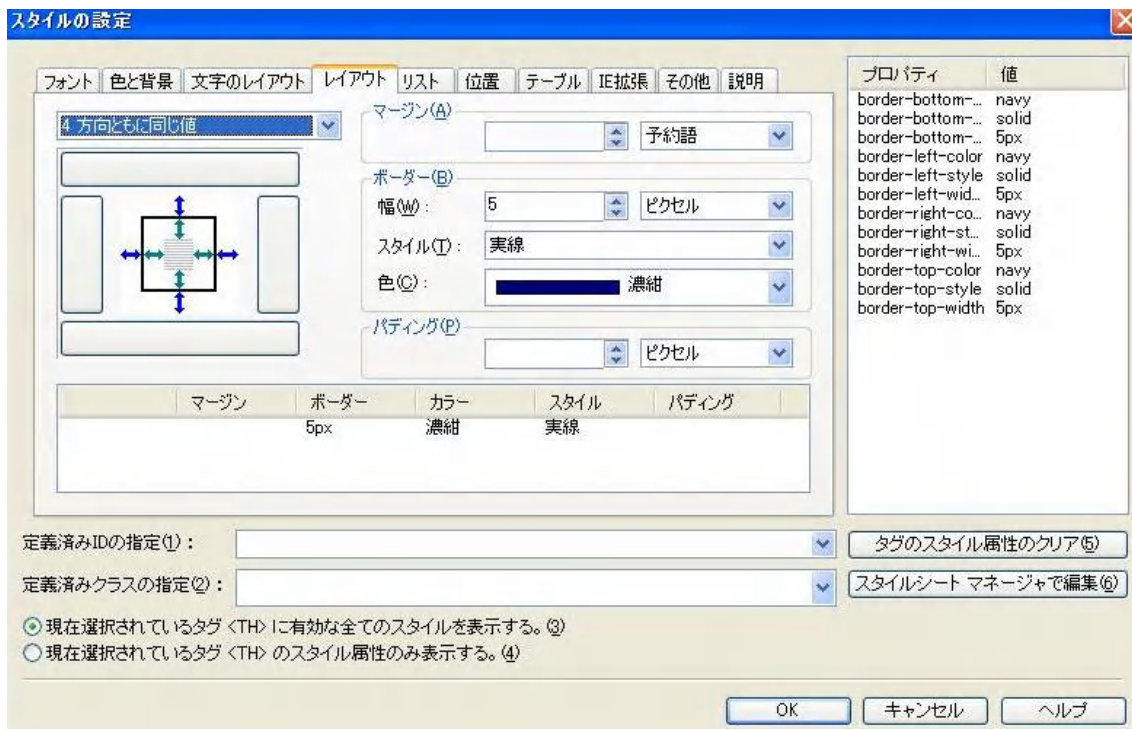 スタイルの設定
フォント 色と背景 文字のレイアウト レイアウト リスト 位置 テーブル IE拡張 その他 説明
4 方向ともに同じ値
マージン(A)
予約語
ボーダー(B)
幅(W): 5 ピクセル
スタイル(T): 実線
色(C): 濃紺
パディング(P)
ピクセル
マージン ボーダー カラー スタイル パディング
5px 濃紺 実線
プロパティ 値
border-bottom-... navy
border-bottom-... solid
border-bottom-... 5px
border-left-color navy
border-left-style solid
border-left-wid... 5px
border-right-co... navy
border-right-st... solid
border-right-wi... 5px
border-top-color navy
border-top-style solid
border-top-width 5px
定義済みIDの指定(1):
タグのスタイル属性のクリア(5)
定義済みクラスの指定(2):
スタイルシート マネージャで編集(6)
現在選択されているタグ <TH> に有効な全てのスタイルを表示する。(3)
現在選択されているタグ <TH> のスタイル属性のみ表示する。(4)
OK キャンセル ヘルプ